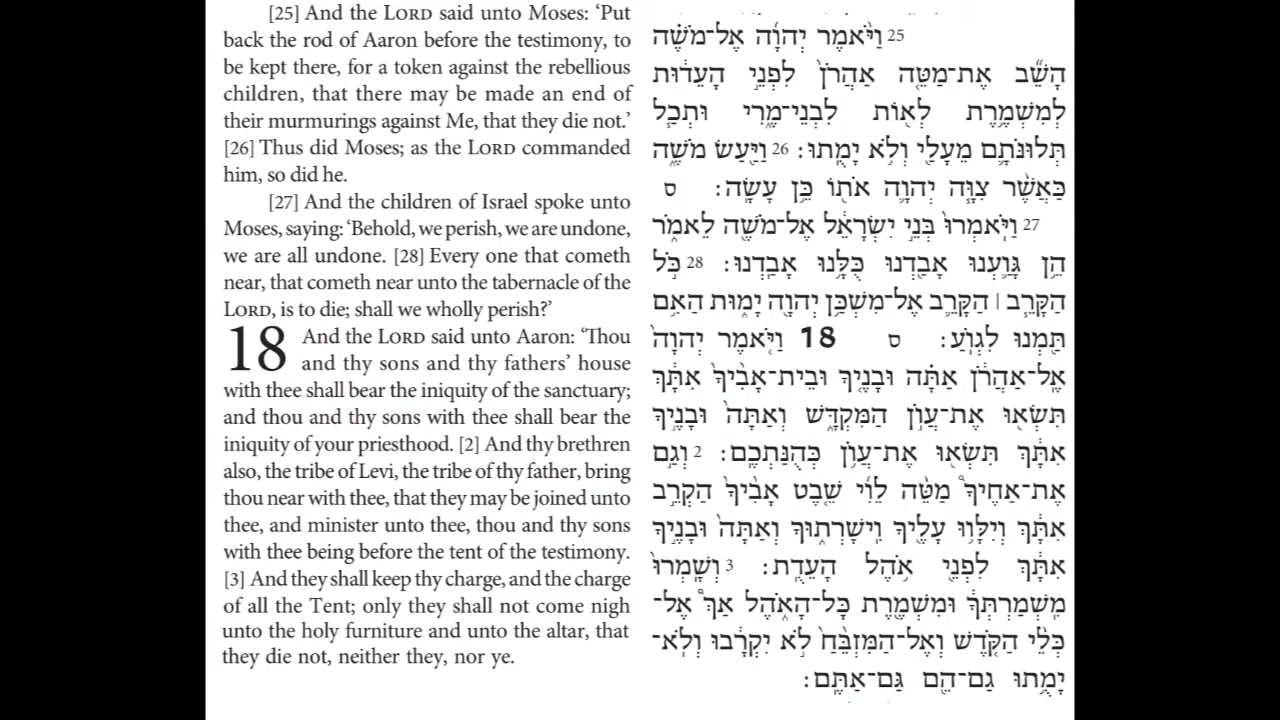 [25] And the LORD said unto Moses: ‘Put
back the rod of Aaron before the testimony, to
be kept there, for a token against the rebellious
children, that there may be made an end of
their murmurings against Me, that they die not.’
[26] Thus did Moses; as the LORD commanded
him, so did he.
[27] And the children of Israel spoke unto
Moses, saying: ‘Behold, we perish, we are undone,
we are all undone. [28] Every one that cometh
near, that cometh near unto the tabernacle of the
LORD, is to die; shall we wholly perish?’
18 And the LORD said unto Aaron: ‘Thou
and thy sons and thy fathers’ house
with thee shall bear the iniquity of the sanctuary;
and thou and thy sons with thee shall bear the
iniquity of your priesthood. [2] And thy brethren
also, the tribe of Levi, the tribe of thy father, bring
thou near with thee, that they may be joined unto
thee, and minister unto thee, thou and thy sons
with thee being before the tent of the testimony.
[3] And they shall keep thy charge, and the charge
of all the Tent; only they shall not come nigh
unto the holy furniture and unto the altar, that
they die not, neither they, nor ye.
25 וַיֹּ֨אמֶר יְהוָ֜ה אֶל־מֹשֶׁ֗ה
הָשֵׁ֞ב אֶת־מַטֵּ֤ה אַהֲרֹן֙ לִפְנֵ֣י הָעֵד֔וּת
לְמִשְׁמֶ֥רֶת לְא֖וֹת לִבְנֵי־מֶ֑רִי וּתְכַ֧ל
תְּלוּנֹּתָ֛ם מֵעָלַ֖י וְלֹ֥א יָמֻֽתוּ׃ 26 וַיַּ֖עַשׂ מֹשֶׁ֑ה
כַּאֲשֶׁ֨ר צִוָּ֧ה יְהוָ֛ה אֹת֖וֹ כֵּ֥ן עָשָֽׂה׃ ס
27 וַיֹּֽאמְרוּ֙ בְּנֵ֣י יִשְׂרָאֵ֔ל אֶל־מֹשֶׁ֖ה לֵאמֹ֑ר
הֵ֥ן גָּוַ֛עְנוּ אָבַ֖דְנוּ כֻּלָּ֥נוּ אָבָֽדְנוּ׃ 28 כֹּ֣ל
הַקָּרֵ֧ב ׀ הַקָּרֵ֛ב אֶל־מִשְׁכַּ֥ן יְהוָ֖ה יָמ֑וּת הַאִ֥ם
תַּ֖מְנוּ לִגְוֺֽעַ׃ ס 18 וַיֹּ֤אמֶר יְהוָה֙
אֶֽל־אַהֲרֹ֔ן אַתָּ֗ה וּבָנֶ֤יךָ וּבֵית־אָבִ֙יךָ֙ אִתָּ֔ךְ
תִּשְׂא֖וּ אֶת־עֲוֺ֣ן הַמִּקְדָּ֑שׁ וְאַתָּה֙ וּבָנֶ֣יךָ
אִתָּ֔ךְ תִּשְׂא֖וּ אֶת־עֲוֺ֥ן כְּהֻנַּתְכֶֽם׃ 2 וְגַ֣ם
אֶת־אַחֶיךָ֩ מַטֵּ֨ה לֵוִ֜י שֵׁ֤בֶט אָבִ֙יךָ֙ הַקְרֵ֣ב
אִתָּ֔ךְ וְיִלָּו֥וּ עָלֶ֖יךָ וִֽישָׁרְת֑וּךָ וְאַתָּה֙ וּבָנֶ֣יךָ
אִתָּ֔ךְ לִפְנֵ֖י אֹ֥הֶל הָעֵדֻֽת׃ 3 וְשָֽׁמְרוּ֙
מִֽשְׁמַרְתְּךָ֔ וּמִשְׁמֶ֖רֶת כָּל־הָאֹ֑הֶל אַךְ֩ אֶל־
כְּלֵ֨י הַקֹּ֤דֶשׁ וְאֶל־הַמִּזְבֵּ֙חַ֙ לֹ֣א יִקְרָ֔בוּ וְלֹֽא־
יָמֻ֥תוּ גַם־הֵ֖ם גַּם־אַתֶּֽם׃